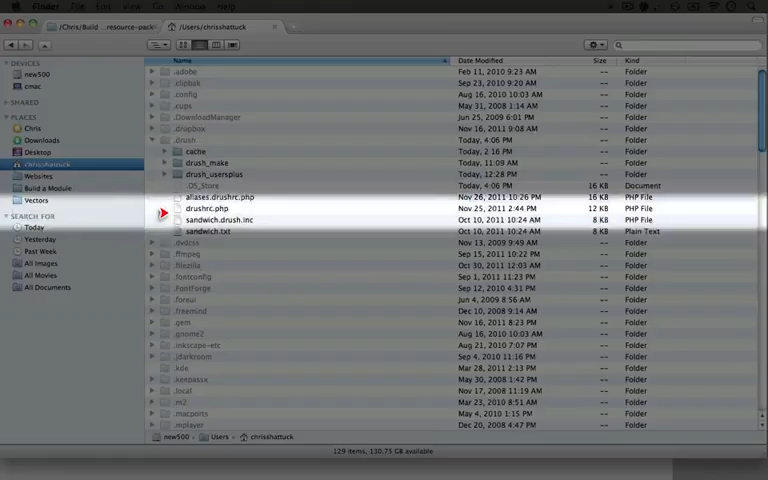 Finder File Edit View Go Window Help
/Chris/Build ...resource-pack
/Users/chrisshattuck
DEVICES
new500
cmac
SHARED
PLACES
Chris
Downloads
Desktop
chrisshattuck
Websites
Build a Module
Vectors
SEARCH FOR
Today
Yesterday
Past Week
All Images
All Movies
All Documents
Name Date Modified Size Kind
.adobe Feb 11, 2010 9:23 AM -- Folder
.clipbak Sep 23, 2010 9:44 AM -- Folder
.config Aug 16, 2010 10:03 AM -- Folder
.cups May 31, 2008 1:14 AM -- Folder
.DownloadManager Jun 25, 2009 6:01 PM -- Folder
.dropbox Nov 16, 2011 9:08 AM -- Folder
.drush Today, 4:06 PM -- Folder
cache Today, 2:16 PM -- Folder
drush_make Today, 11:09 AM -- Folder
drush_usersplus Today, 12:28 PM -- Folder
.DS_Store Today, 4:06 PM 16 KB Document
aliases.drushrc.php Nov 26, 2011 10:26 PM 16 KB PHP File
drushrc.php Nov 25, 2011 2:44 PM 12 KB PHP File
sandwich.drush.inc Oct 10, 2011 10:24 AM 8 KB PHP File
sandwich.txt Oct 10, 2011 10:24 AM 8 KB Plain Text
.dvdcss Nov 13, 2009 9:49 AM -- Folder
.ffmpeg Sep 15, 2011 10:22 PM -- Folder
.filezilla Oct 30, 2011 12:03 AM -- Folder
.fontconfig Sep 1, 2011 11:23 PM -- Folder
.FontForge Sep 12, 2010 4:31 PM -- Folder
.foreui Jun 4, 2009 8:56 AM -- Folder
.freemind Dec 10, 2008 9:14 AM -- Folder
.gem Nov 16, 2011 8:23 PM -- Folder
.gnome2 Aug 16, 2010 10:20 PM -- Folder
.inkscape-etc Aug 21, 2010 7:07 PM -- Folder
.jdarkroom Sep 4, 2010 11:16 PM -- Folder
.kde Mar 28, 2011 2:13 PM -- Folder
.keepassx May 30, 2008 1:42 PM -- Folder
.local Nov 17, 2008 11:19 AM -- Folder
.m2 Mar 23, 2010 8:51 AM -- Folder
.macports May 4, 2010 1:15 PM -- Folder
.mplayer Dec 20, 2008 4:47 PM -- Folder
new500 Users chrisshattuck
129 items, 130.75 GB available